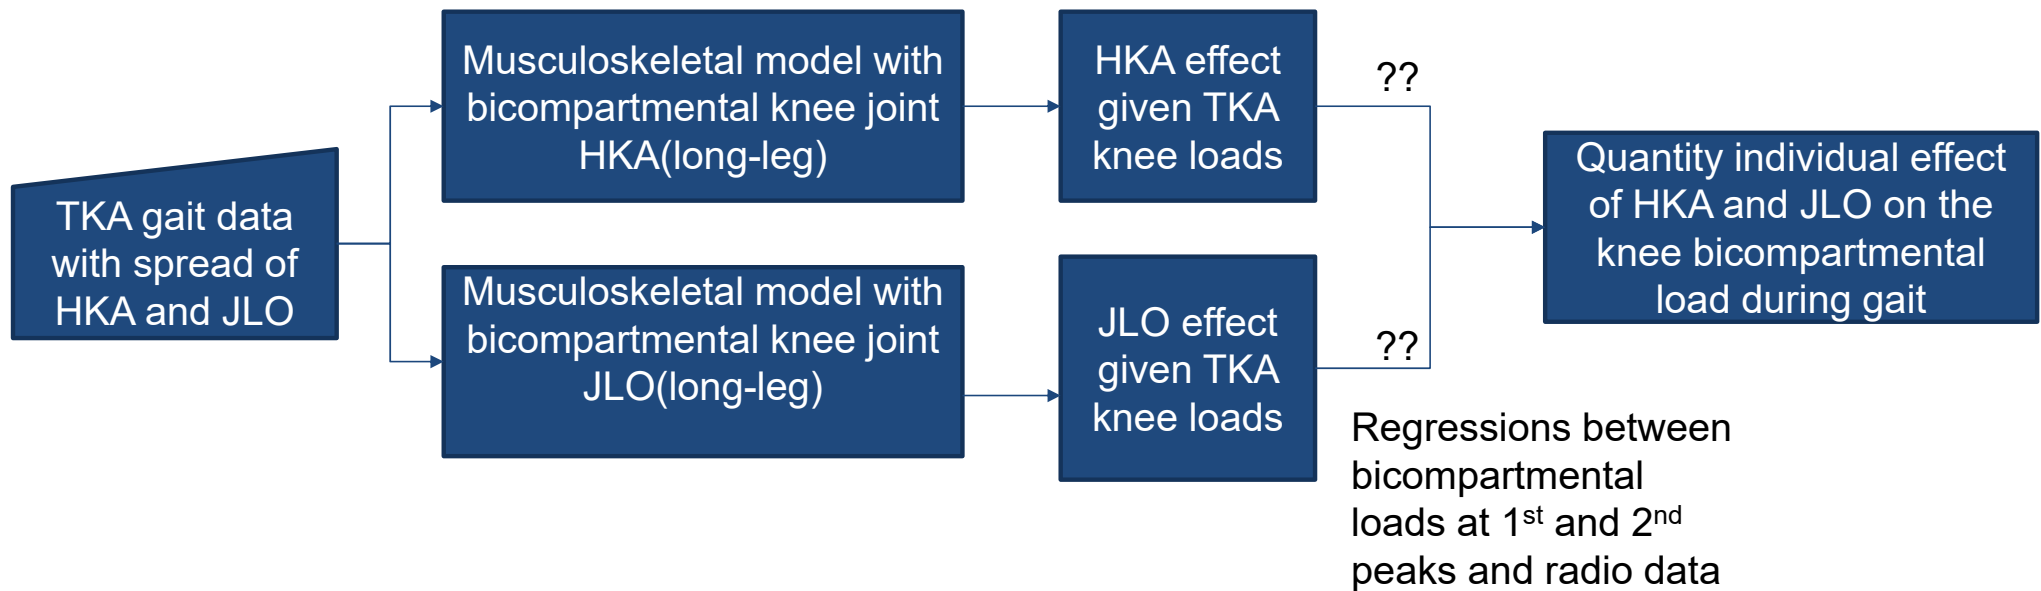 TKA gait data
with spread of
HKA and JLO
Musculoskeletal model with
bicompartmental knee joint
HKA(long-leg)
Musculoskeletal model with
bicompartmental knee joint
JLO(long-leg)
HKA effect
given TKA
knee loads
JLO effect
given TKA
knee loads
??
??
Regressions between
bicompartmental
loads at 1st and 2nd
peaks and radio data
Quantity individual effect
of HKA and JLO on the
knee bicompartmental
load during gait